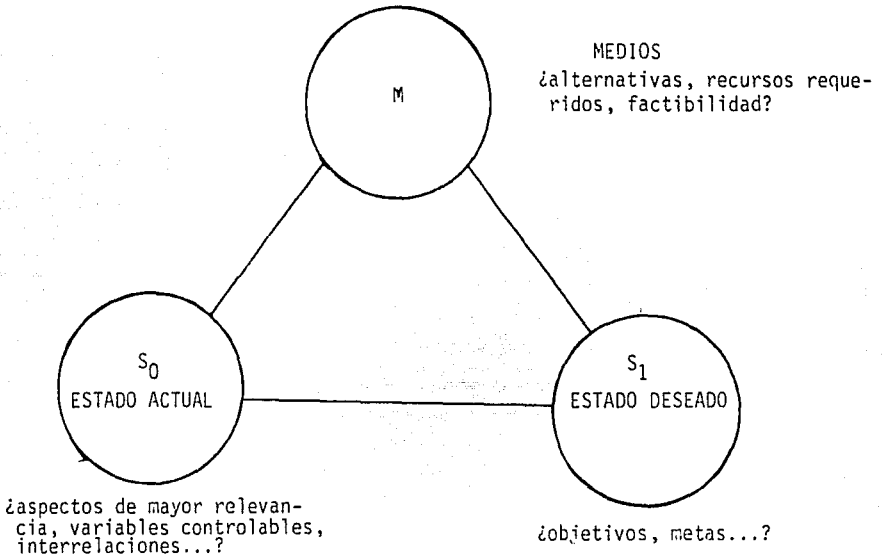 M
MEDIOS
¿alternativas, recursos reque-
ridos, factibilidad?
S0
ESTADO ACTUAL
S1
ESTADO DESEADO
¿aspectos de mayor relevan-
cia, variables controlables,
interrelaciones...?
¿objetivos, metas...?